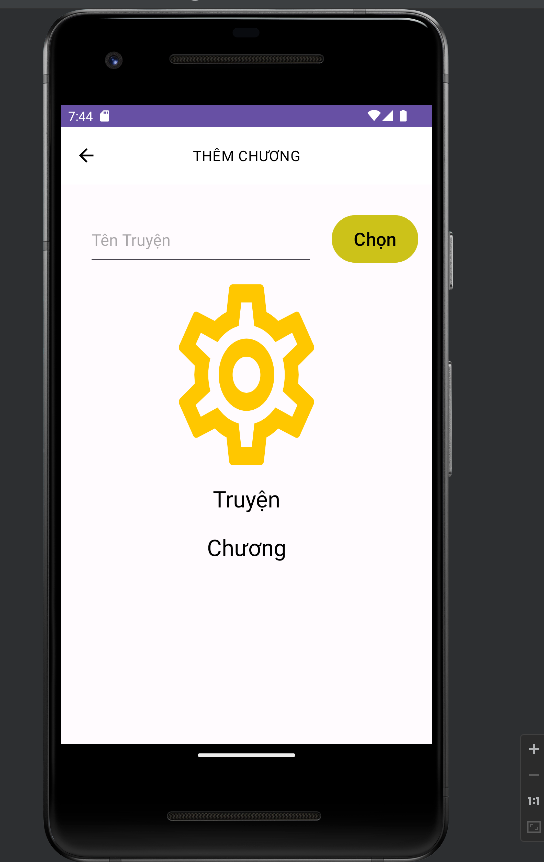 7:44
THÊM CHƯƠNG
Tên Truyện
Chọn
Truyện
Chương
1:1